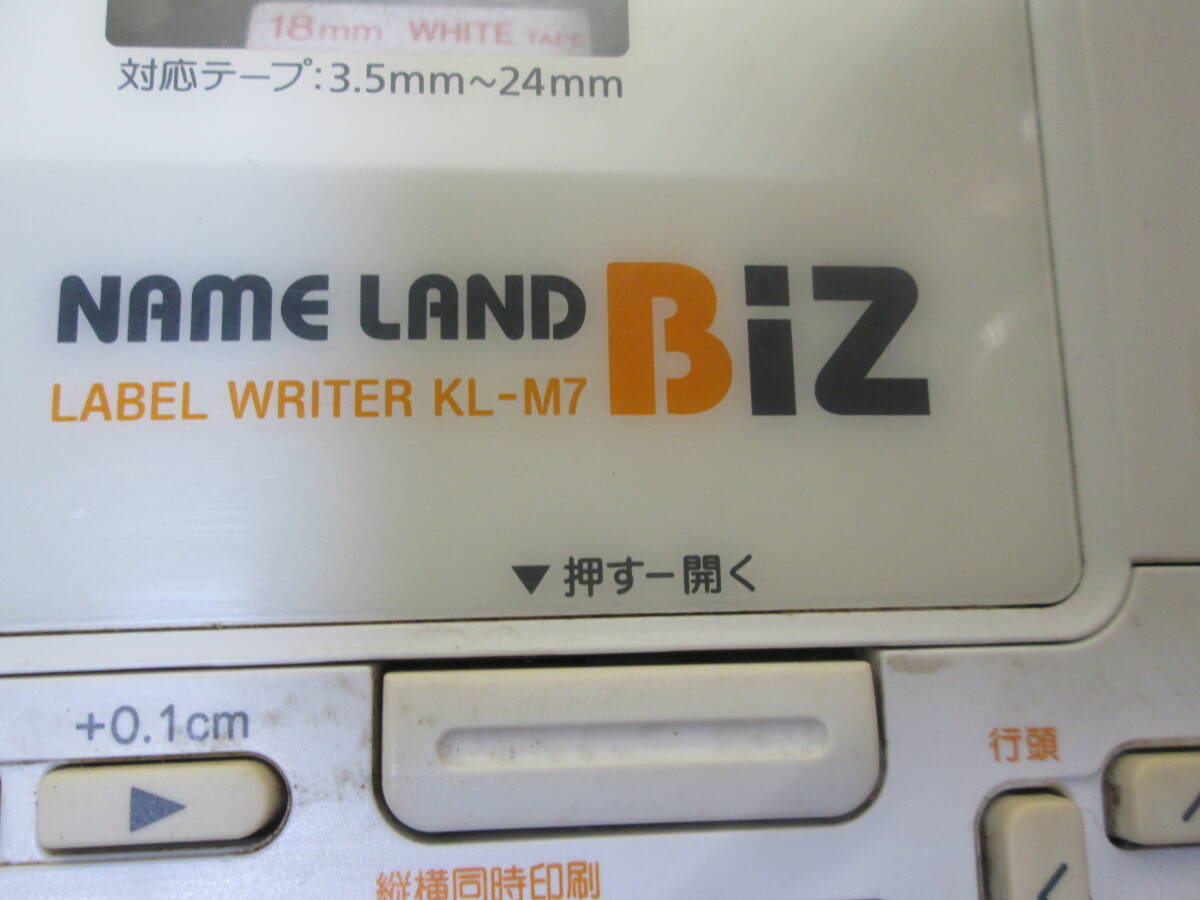 18mm WHITE TAPE
対応テープ:3.5mm~24mm
NAME LAND BiZ
LABEL WRITER KL-M7
▼押すー開く
+0.1cm
行頭
縦横同時印刷